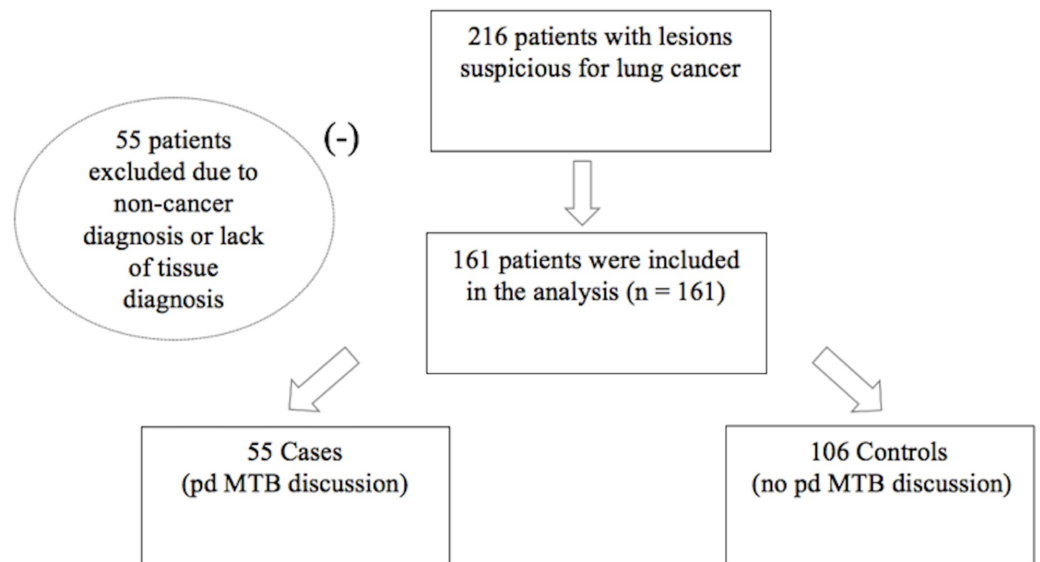 216 patients with lesions
suspicious for lung cancer
55 patients
excluded due to
non-cancer
diagnosis or lack
of tissue
diagnosis
(-)
161 patients were included
in the analysis (n = 161)
55 Cases
(pd MTB discussion)
106 Controls
(no pd MTB discussion)